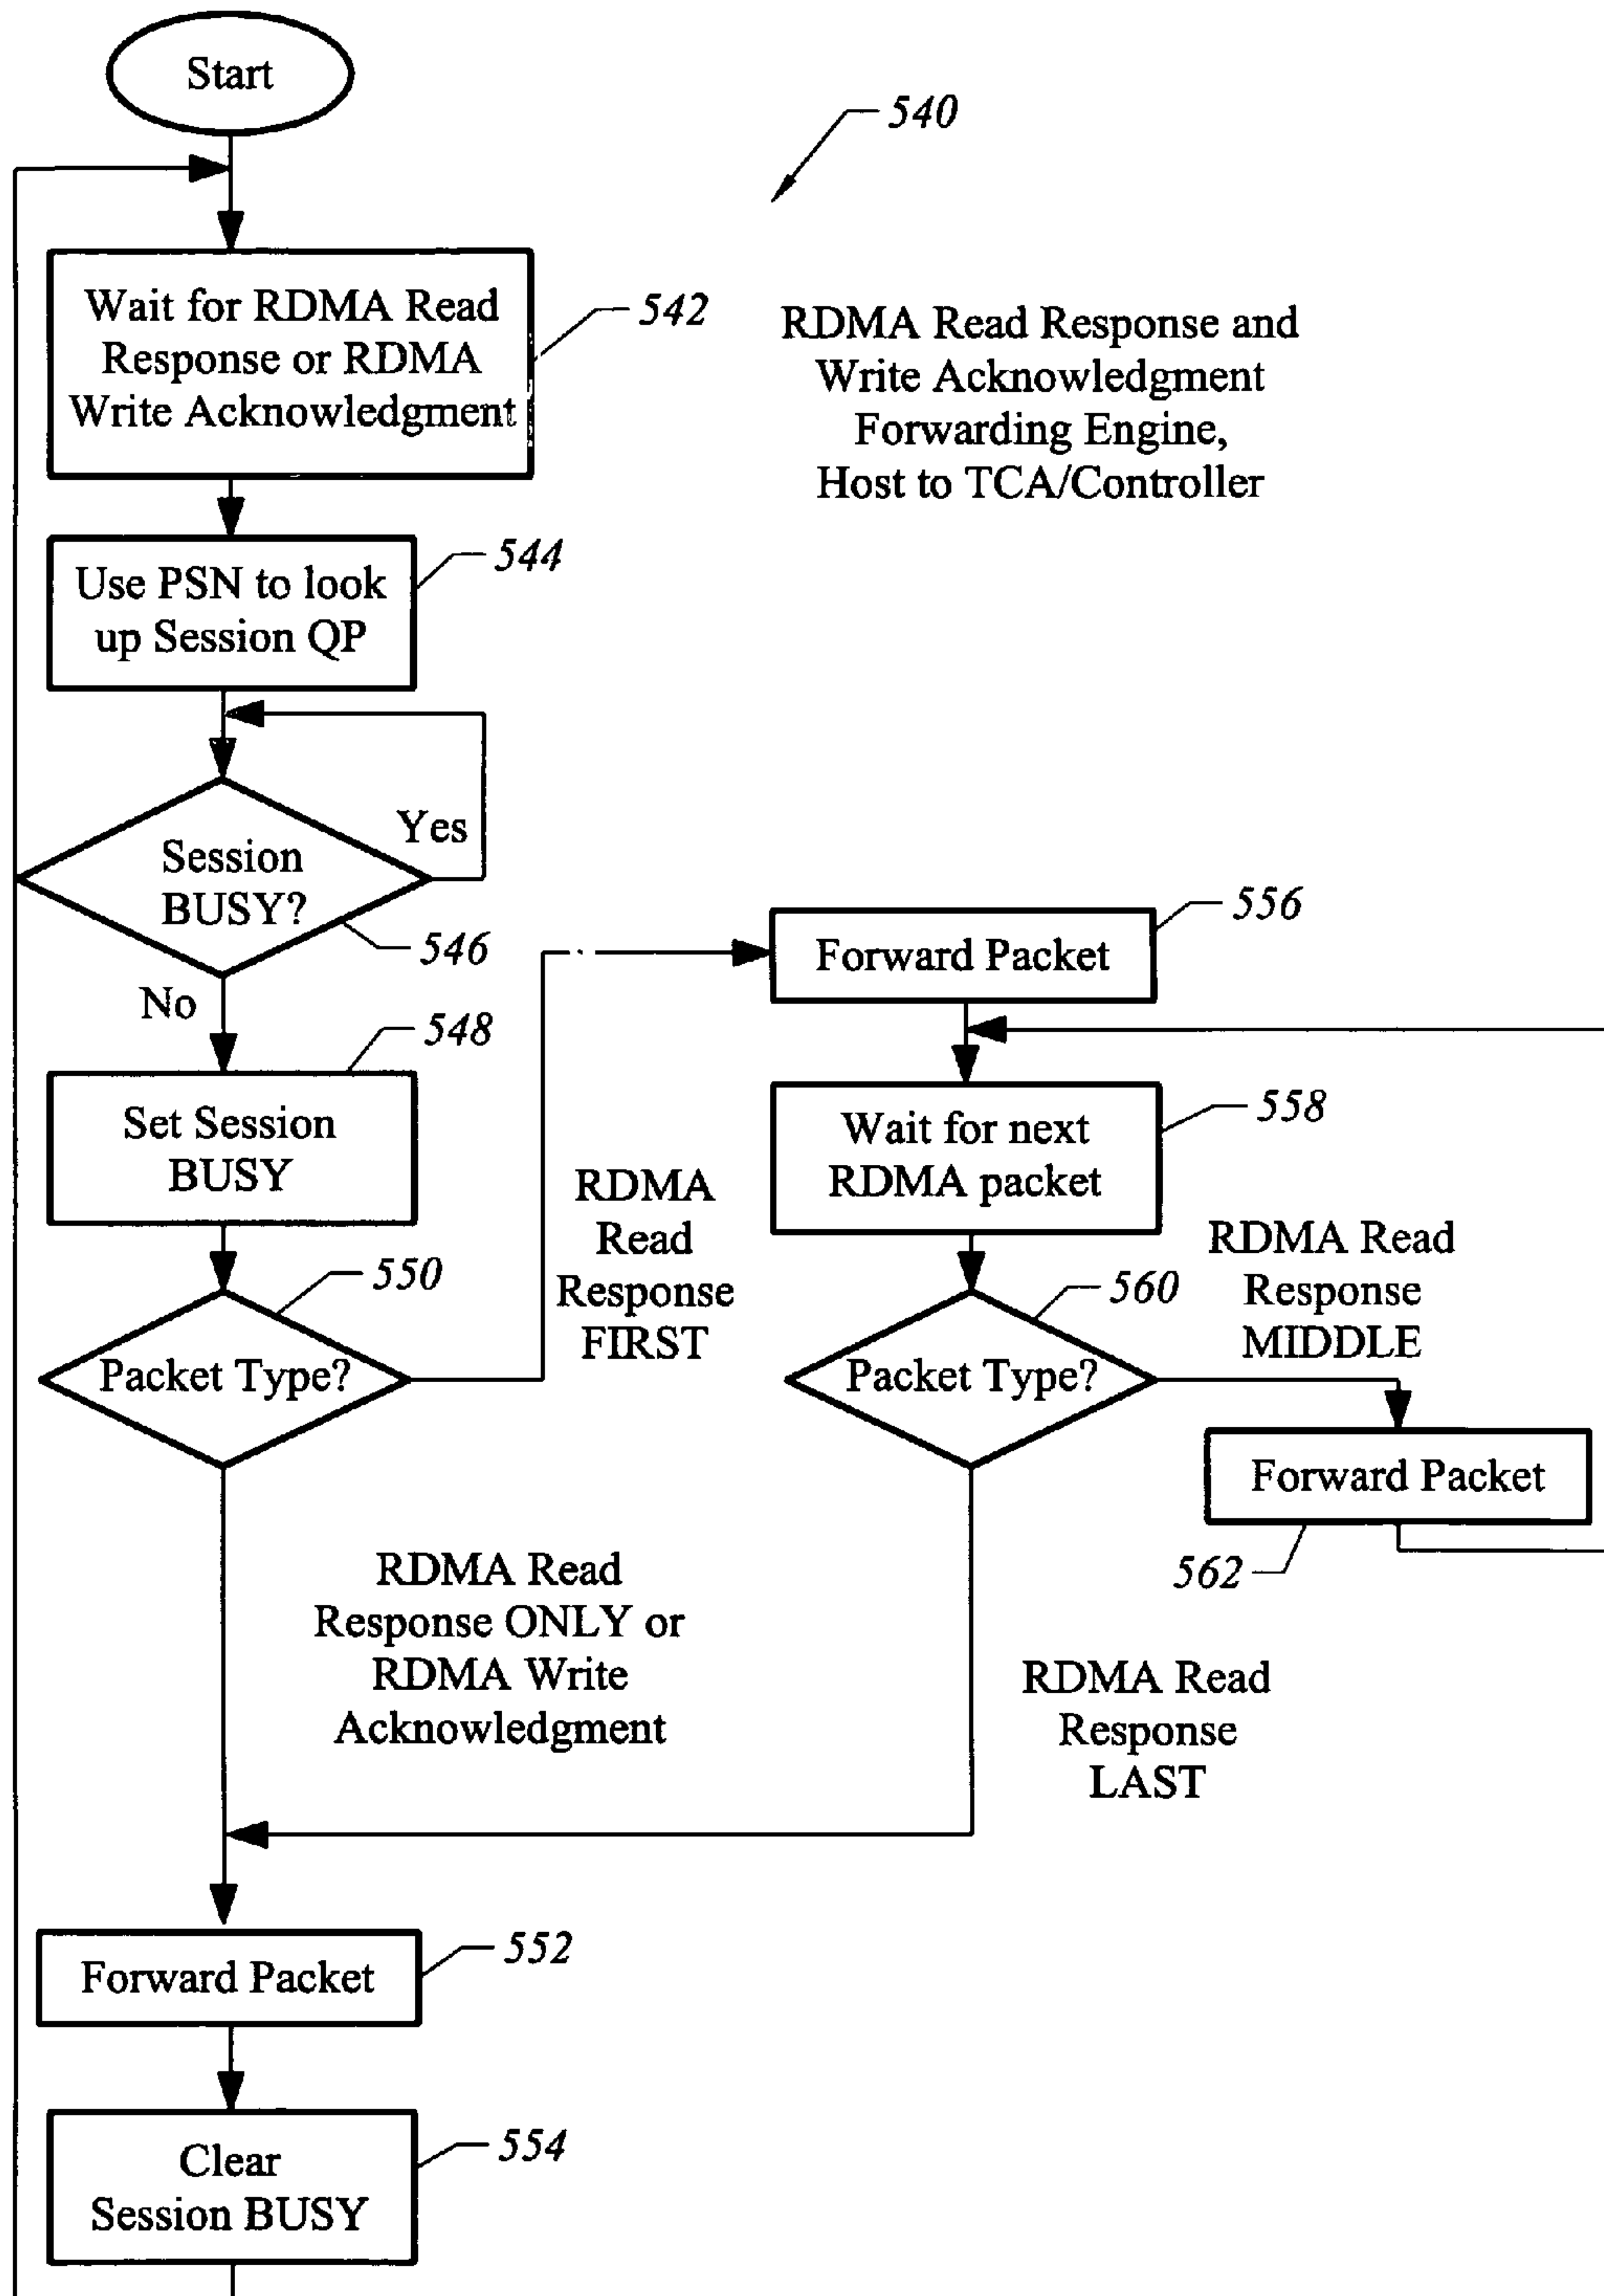 Start
540
Wait for RDMA Read
Response or RDMA
Write Acknowledgment
542
RDMA Read Response and
Write Acknowledgment
Forwarding Engine,
Host to TCA/Controller
Use PSN to look
up Session QP
544
Session
BUSY?
Yes
546
No
Set Session
BUSY
548
Packet Type?
550
RDMA
Read
Response
FIRST
Forward Packet
556
Wait for next
RDMA packet
558
Packet Type?
560
RDMA Read
Response
MIDDLE
Forward Packet
562
RDMA Read
Response ONLY or
RDMA Write
Acknowledgment
RDMA Read
Response
LAST
Forward Packet
552
Clear
Session BUSY
554